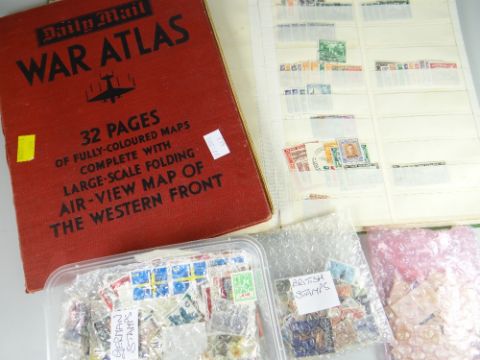 Daily Mail
WAR ATLAS
32 PAGES
OF FULLY-COLOURED MAPS
COMPLETE WITH
LARGE-SCALE FOLDING
AIR-VIEW MAP OF
THE WESTERN FRONT
GERMAN
STAMPS
BRITISH
STAMPS